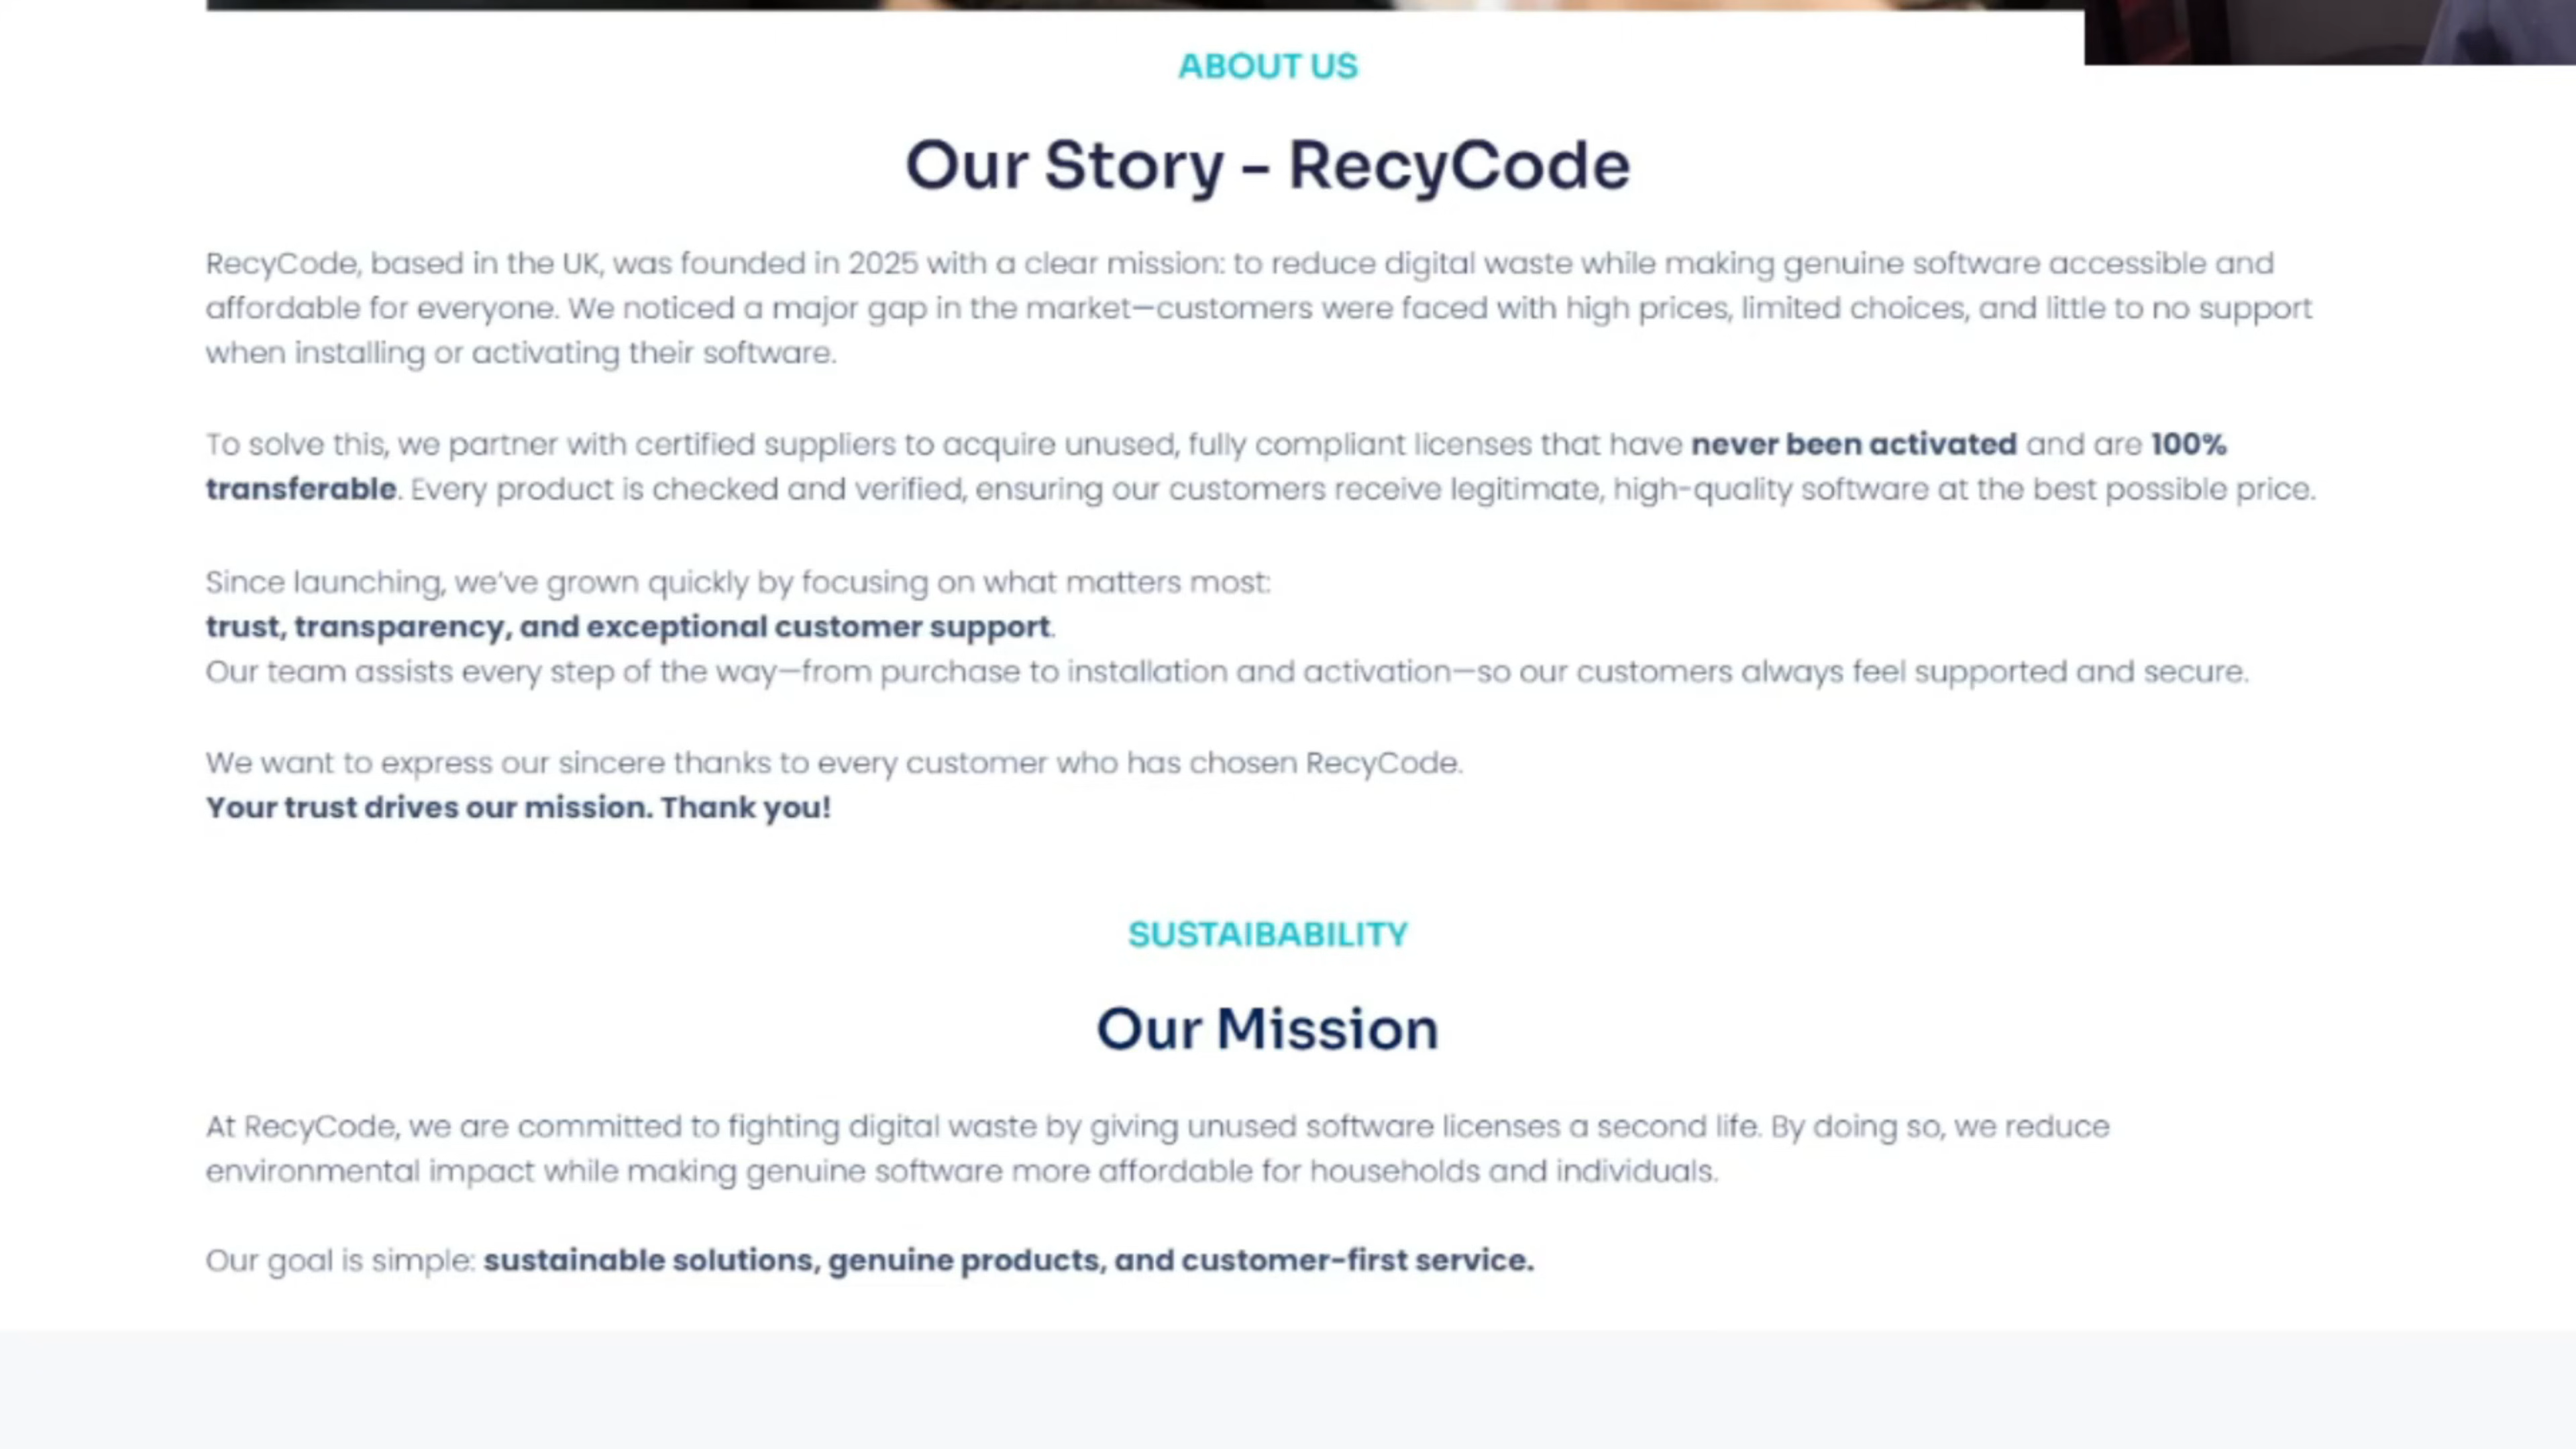 ABOUT US
Our Story - RecyCode
RecyCode, based in the UK, was founded in 2025 with a clear mission: to reduce digital waste while making genuine software accessible and
affordable for everyone. We noticed a major gap in the market—customers were faced with high prices, limited choices, and little to no support
when installing or activating their software.
To solve this, we partner with certified suppliers to acquire unused, fully compliant licenses that have never been activated and are 100%
transferable. Every product is checked and verified, ensuring our customers receive legitimate, high-quality software at the best possible price.
Since launching, we've grown quickly by focusing on what matters most:
trust, transparency, and exceptional customer support.
Our team assists every step of the way—from purchase to installation and activation—so our customers always feel supported and secure.
We want to express our sincere thanks to every customer who has chosen RecyCode.
Your trust drives our mission. Thank you!
SUSTAIBABILITY
Our Mission
At RecyCode, we are committed to fighting digital waste by giving unused software licenses a second life. By doing so, we reduce
environmental impact while making genuine software more affordable for households and individuals.
Our goal is simple: sustainable solutions, genuine products, and customer-first service.